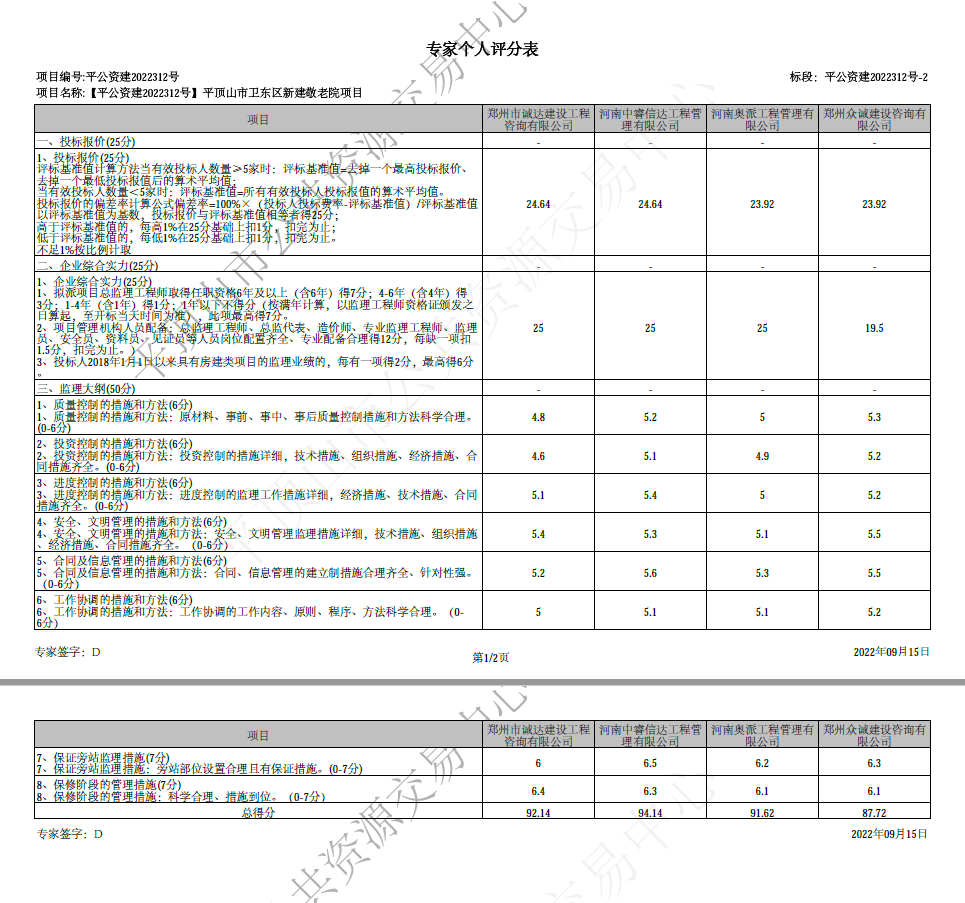 专家个人评分表
项目编号:平公资建2022312号
标段：平公资建2022312号-2
项目名称:【平公资建2022312号】平顶山市卫东区新建敬老院项目
项目
郑州市诚达建设工程咨询有限公司
河南中睿信达工程管理有限公司
河南奥派工程管理有限公司
郑州众诚建设咨询有限公司
一、投标报价(25分)
- - - -
1、投标报价(25分)
评标基准值计算方法当有效投标人数量≥5家时：评标基准值=去掉一个最高投标报价、
去掉一个最低投标报值后的算术平均值；
当有效投标人数量＜5家时：评标基准值=所有有效投标人投标报值的算术平均值。
投标报价的偏差率计算公式偏差率=100%×（投标人投标费率-评标基准值）/评标基准值
以评标基准值为基数，投标报价与评标基准值相等者得25分；
高于评标基准值的，每高1%在25分基础上扣1分，扣完为止；
低于评标基准值的，每低1%在25分基础上扣1分，扣完为止。
不足1%按比例计取
24.64 24.64 23.92 23.92
二、企业综合实力(25分)
- - - -
1、企业综合实力(25分)
1、拟派项目总监理工程师取得任职资格6年及以上（含6年）得7分；4-6年（含4年）得
3分；1-4年（含1年）得1分；1年以下不得分（按满年计算，以监理工程师资格证颁发之
日算起，至开标当天时间为准），此项最高得7分。
2、项目管理机构人员配备：总监理工程师、总监代表、造价师、专业监理工程师、监理
员、安全员、资料员、见证员等人员岗位配置齐全、专业配备合理得12分，每缺一项扣
1.5分，扣完为止。
3、投标人2018年1月1日以来具有房建类项目的监理业绩的，每有一项得2分，最高得6分
。
25 25 25 19.5
三、监理大纲(50分)
- - - -
1、质量控制的措施和方法(6分)
1、质量控制的措施和方法：原材料、事前、事中、事后质量控制措施和方法科学合理。
(0-6分)
4.8 5.2 5 5.3
2、投资控制的措施和方法(6分)
2、投资控制的措施和方法：投资控制的措施详细，技术措施、组织措施、经济措施、合
同措施齐全。(0-6分)
4.6 5.1 4.9 5.2
3、进度控制的措施和方法(6分)
3、进度控制的措施和方法：进度控制的监理工作措施详细，经济措施、技术措施、合同
措施齐全。(0-6分)
5.1 5.4 5 5.2
4、安全、文明管理的措施和方法(6分)
4、安全、文明管理的措施和方法：安全、文明管理监理措施详细，技术措施、组织措施
、经济措施、合同措施齐全。（0-6分）
5.4 5.3 5.1 5.5
5、合同及信息管理的措施和方法(6分)
5、合同及信息管理的措施和方法：合同、信息管理的建立制措施合理齐全、针对性强。
（0-6分）
5.2 5.6 5.3 5.5
6、工作协调的措施和方法(6分)
6、工作协调的措施和方法：工作协调的工作内容、原则、程序、方法科学合理。（0-
6分）
5 5.1 5.1 5.2
专家签字：D
第1/2页
2022年09月15日
项目
郑州市诚达建设工程咨询有限公司
河南中睿信达工程管理有限公司
河南奥派工程管理有限公司
郑州众诚建设咨询有限公司
7、保证旁站监理措施(7分)
7、保证旁站监理措施：旁站部位设置合理且有保证措施。(0-7分)
6 6.5 6.2 6.3
8、保修阶段的管理措施(7分)
8、保修阶段的管理措施：科学合理、措施到位。（0-7分）
6.4 6.3 6.1 6.1
总得分
92.14 94.14 91.62 87.72
专家签字：D
2022年09月15日
平顶山市公共资源交易中心
平顶山市公共资源交易中心
共资源交易中心
交易中心